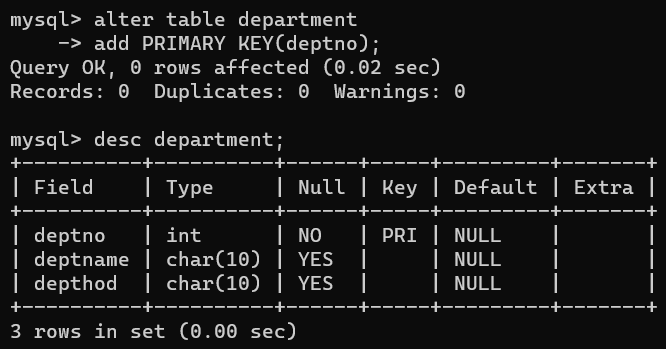 mysql> alter table department
    -> add PRIMARY KEY(deptno);
Query OK, 0 rows affected (0.02 sec)
Records: 0  Duplicates: 0  Warnings: 0

mysql> desc department;
+----------+----------+------+-----+---------+-------+
| Field    | Type     | Null | Key | Default | Extra |
+----------+----------+------+-----+---------+-------+
| deptno   | int      | NO   | PRI | NULL    |       |
| deptname | char(10) | YES  |     | NULL    |       |
| depthod  | char(10) | YES  |     | NULL    |       |
+----------+----------+------+-----+---------+-------+
3 rows in set (0.00 sec)